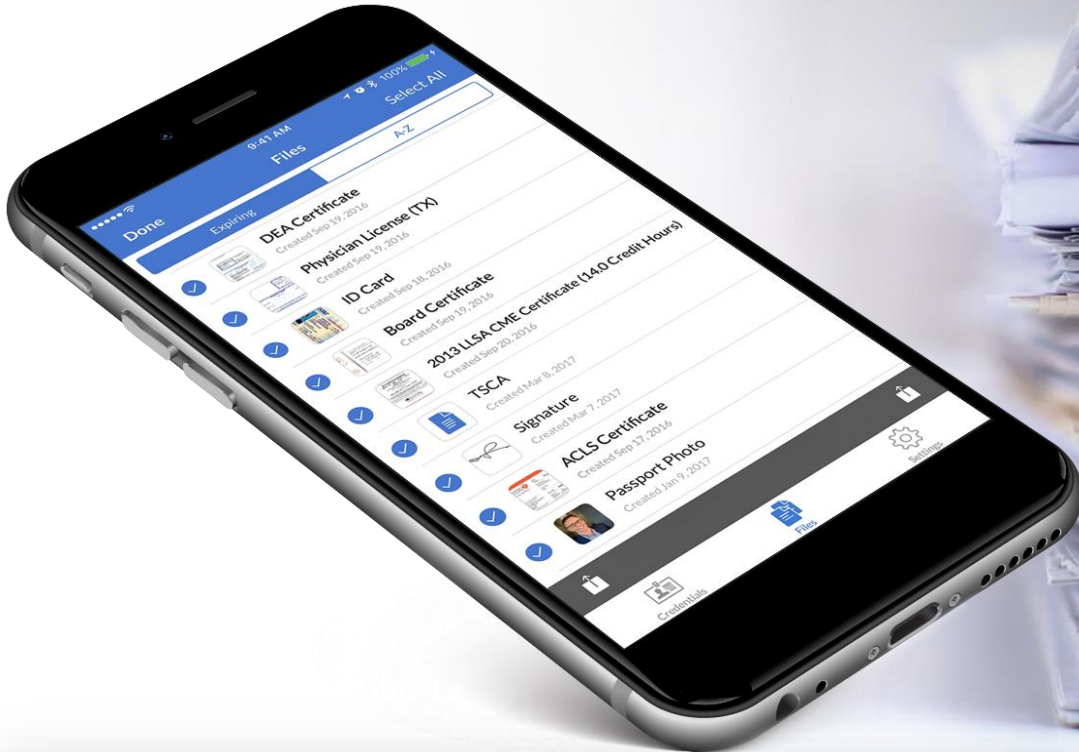 9:41 AM
100%
Done
Files
Select All
Expiring
A-Z
DEA Certificate
Created Sep 19, 2016
Physician License (TX)
Created Sep 19, 2016
ID Card
Created Sep 18, 2016
Board Certificate
Created Sep 19, 2016
2013 LLSA CME Certificate (14.0 Credit Hours)
Created Sep 20, 2016
TSCA
Created Mar 8, 2017
Signature
Created Mar 7, 2017
ACLS Certificate
Created Sep 17, 2016
Passport Photo
Created Jan 9, 2017
Credentials
Files
Settings